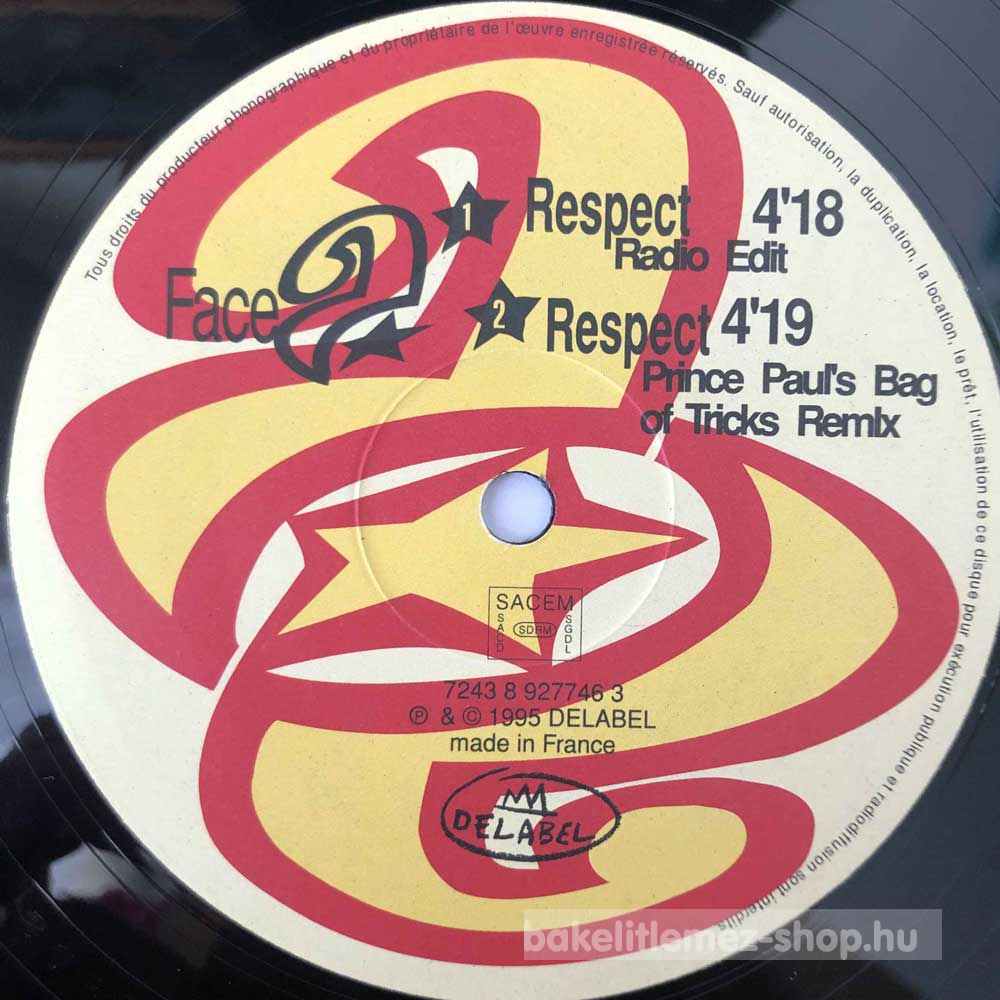 Tous droits du producteur phonographique et du propriétaire de l'œuvre enregistrée réservés. Sauf autorisation, la duplication, la location, le prêt, l'utilisation de ce disque pour exécution publique et radiodiffusion sont interdits
Face
1 Respect 4'18
Radio Edit
2 Respect 4'19
Prince Paul's Bag
of Tricks RemIx
SACEM
SACD SDRM SGDL
7243 8 927746 3
℗ & © 1995 DELABEL
made in France
DELABEL
bakelitlemez-shop.hu